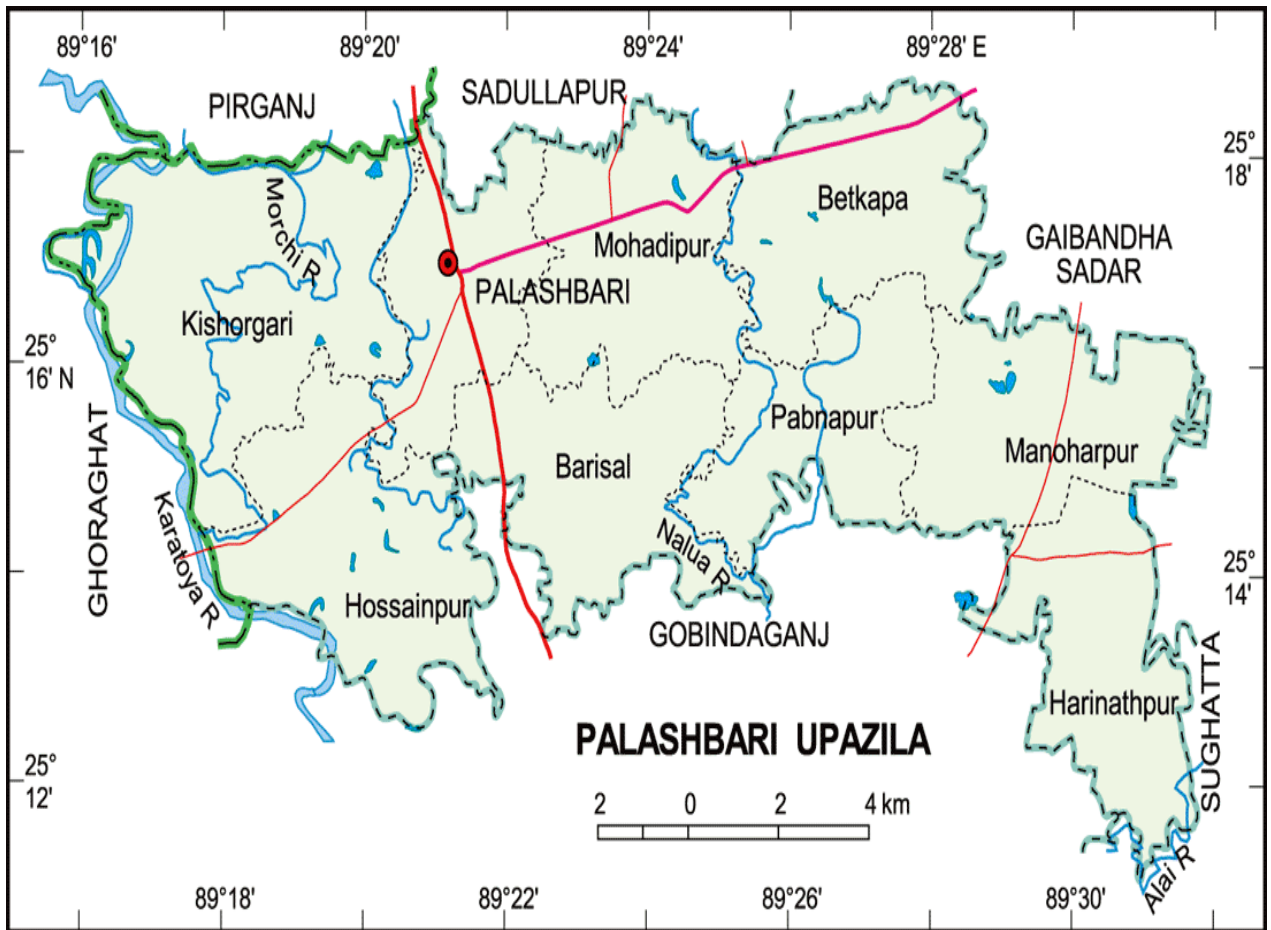 89°16'
89°20'
89°24'
89°28' E
PIRGANJ
SADULLAPUR
25°
18'
Morchi R
Betkapa
Mohadipur
GAIBANDHA
SADAR
PALASHBARI
Kishorgari
25°
16' N
GHORAGHAT
Pabnapur
Manoharpur
Barisal
Karatoya R
Nalua R
25°
14'
Hossainpur
GOBINDAGANJ
Harinathpur
SUGHATTA
PALASHBARI UPAZILA
25°
12'
2 0 2 4 km
Alai R
89°18'
89°22'
89°26'
89°30'